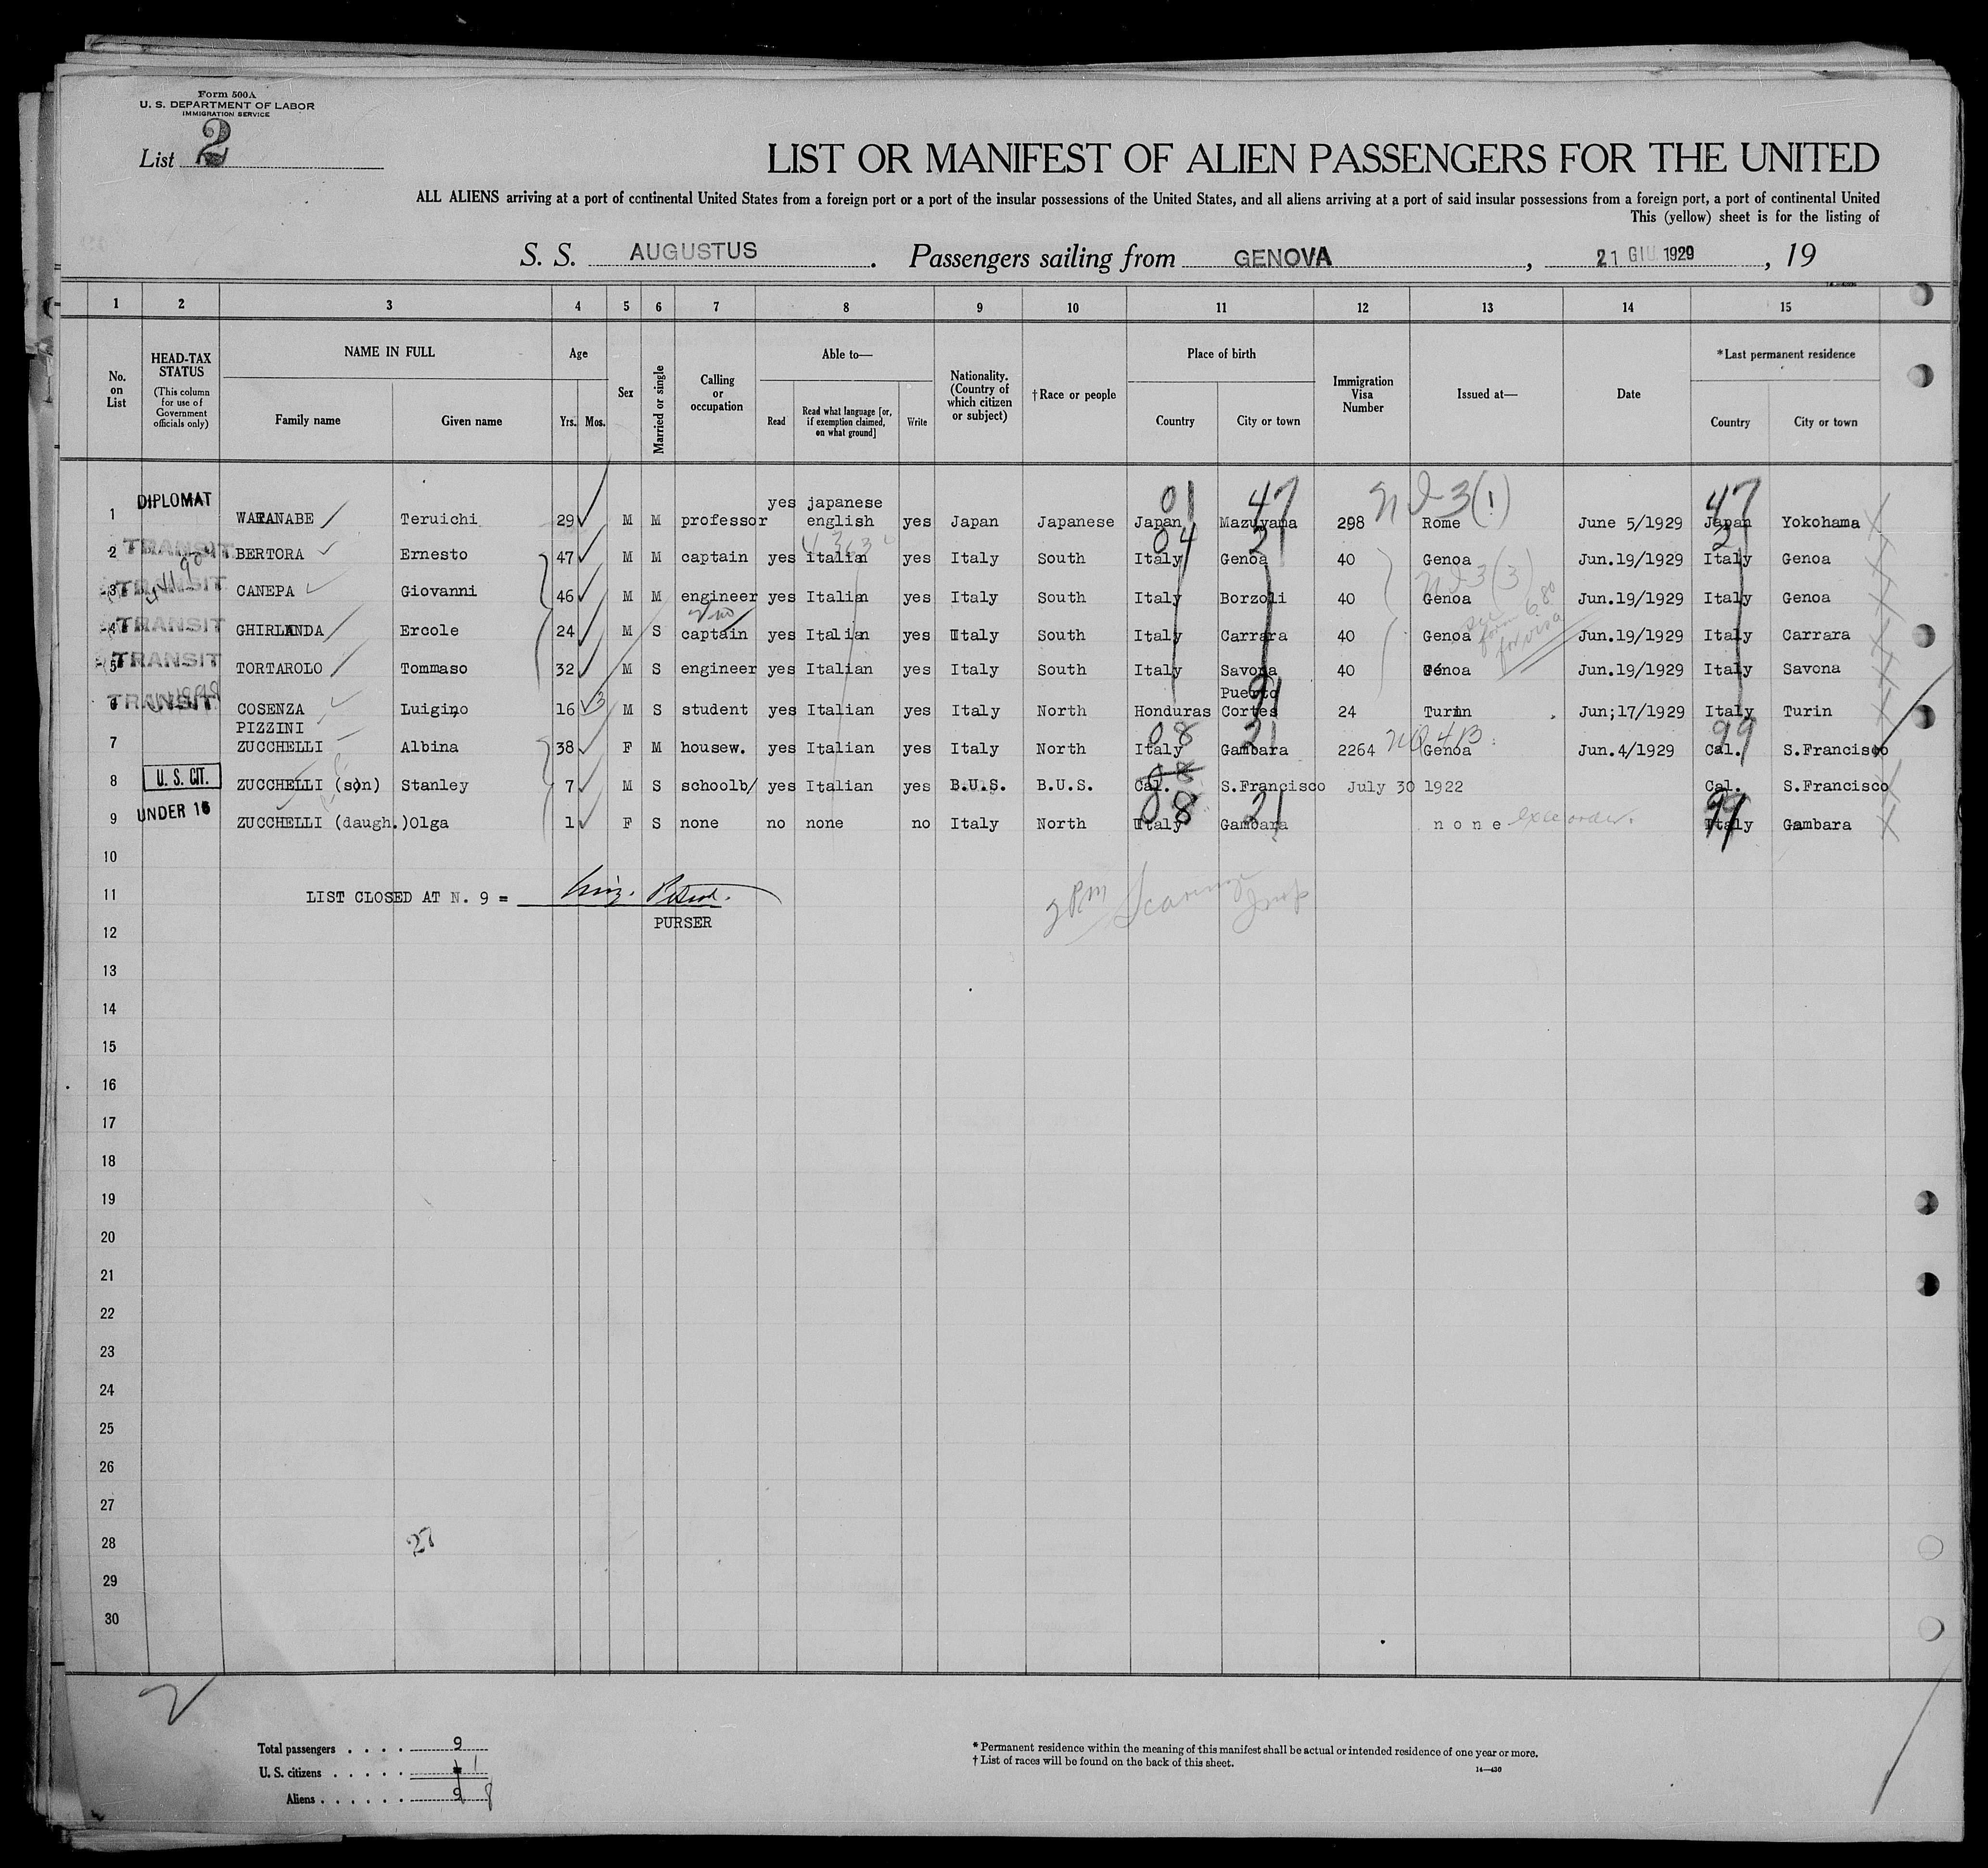 Form 500A
U. S. DEPARTMENT OF LABOR
IMMIGRATION SERVICE
List 2
LIST OR MANIFEST OF ALIEN PASSENGERS FOR THE UNITED
ALL ALIENS arriving at a port of continental United States from a foreign port or a port of the insular possessions of the United States, and all aliens arriving at a port of said insular possessions from a foreign port, a port of continental United
This (yellow) sheet is for the listing of
S. S. AUGUSTUS. Passengers sailing from GENOVA, 21 GIU 1929, 19
1 2 3 4 5 6 7 8 9 10 11 12 13 14 15
No. on List
HEAD-TAX STATUS (This column for use of Government officials only)
NAME IN FULL
Family name Given name
Age
Yrs. Mos.
Sex
Married or single
Calling or occupation
Able to—
Read Read what language [or, if exemption claimed, on what ground] Write
Nationality. (Country of which citizen or subject)
†Race or people
Place of birth
Country City or town
Immigration Visa Number
Issued at—
Date
*Last permanent residence
Country City or town
01 47 47
1 DIPLOMAT WATANABE Teruichi 29 M M professor yes japanese english yes Japan Japanese Japan Mazuyama 298 Rome June 5/1929 Japan Yokohama
04 21 21
2 TRANSIT BERTORA Ernesto 47 M M captain yes italian yes Italy South Italy Genoa 40 Genoa Jun.19/1929 Italy Genoa
3 TRANSIT CANEPA Giovanni 46 M M engineer yes Italian yes Italy South Italy Borzoli 40 Genoa Jun.19/1929 Italy Genoa
4 TRANSIT GHIRLANDA Ercole 24 M S captain yes Italian yes Italy South Italy Carrara 40 Genoa Jun.19/1929 Italy Carrara
5 TRANSIT TORTAROLO Tommaso 32 M S engineer yes Italian yes Italy South Italy Savona 40 Genoa Jun.19/1929 Italy Savona
6 TRANSIT COSENZA Luigino 16 3 M S student yes Italian yes Italy North Honduras Puerto Cortes 24 Turin Jun;17/1929 Italy Turin
08 21 99
7 PIZZINI ZUCCHELLI Albina 38 F M housew. yes Italian yes Italy North Italy Gambara 2264 Genoa Jun.4/1929 Cal. S.Francisco
8 U. S. CIT. ZUCCHELLI (son) Stanley 7 M S schoolb/ yes Italian yes B.U.S. B.U.S. Cal. S.Francisco July 30 1922 Cal. S.Francisco
08 21
9 UNDER 16 ZUCCHELLI (daugh.) Olga 1 F S none no none no Italy North Italy Gambara none Italy Gambara
10
11 LIST CLOSED AT N. 9 =
PURSER
12
13
14
15
16
17
18
19
20
21
22
23
24
25
26
27
28 27
29
30
2
Total passengers . . . . 9
U. S. citizens . . . . . 1
Aliens . . . . . . 9 8
* Permanent residence within the meaning of this manifest shall be actual or intended residence of one year or more.
† List of races will be found on the back of this sheet.
14—430